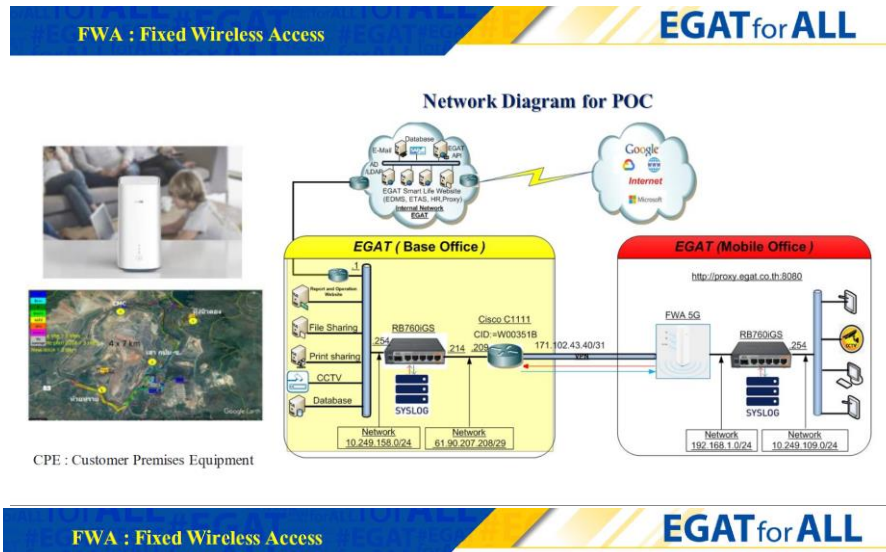 FWA : Fixed Wireless Access
EGAT for ALL
Network Diagram for POC
Database
E-Mail
EGAT
API
AD
/LDAP
EGAT Smart Life Website
(EDMS, ETAS, HR,Proxy)
Internal Network
EGAT
Google
Internet
Microsoft
EGAT ( Base Office )
.1
Report and Operation
Website
File Sharing
Print sharing
CCTV
Database
RB760iGS
.254
.214
.209
SYSLOG
Cisco C1111
CID:=W00351B
171.102.43.40/31
VPN
Network
10.249.158.0/24
Network
61.90.207.208/29
EGAT (Mobile Office )
http://proxy.egat.co.th:8080
FWA 5G
RB760iGS
.254
SYSLOG
CCTV
Network
192.168.1.0/24
Network
10.249.109.0/24
4 x 7 km
Google Earth
CPE : Customer Premises Equipment
FWA : Fixed Wireless Access
EGAT for ALL